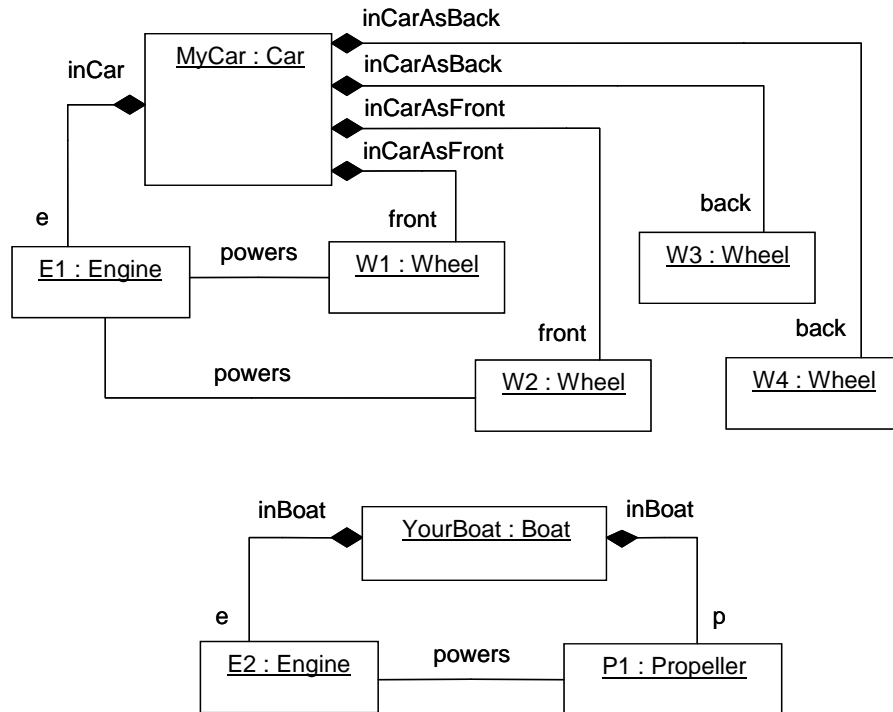 inCarAsBack
MyCar : Car
inCar
inCarAsBack
inCarAsFront
inCarAsFront
back
e
front
powers
E1 : Engine
W1 : Wheel
W3 : Wheel
front
back
powers
W2 : Wheel
W4 : Wheel
inBoat
YourBoat : Boat
inBoat
e
p
powers
E2 : Engine
P1 : Propeller